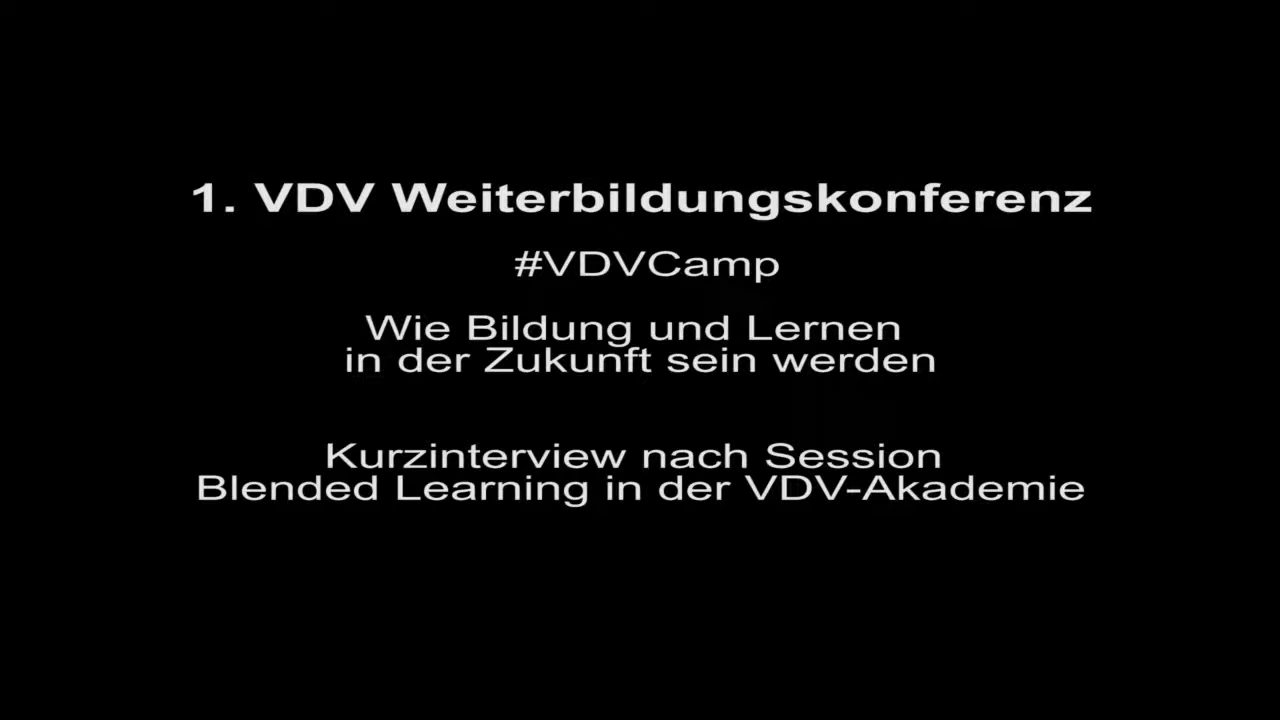 1. VDV Weiterbildungskonferenz
#VDVCamp
Wie Bildung und Lernen
in der Zukunft sein werden
Kurzinterview nach Session
Blended Learning in der VDV-Akademie